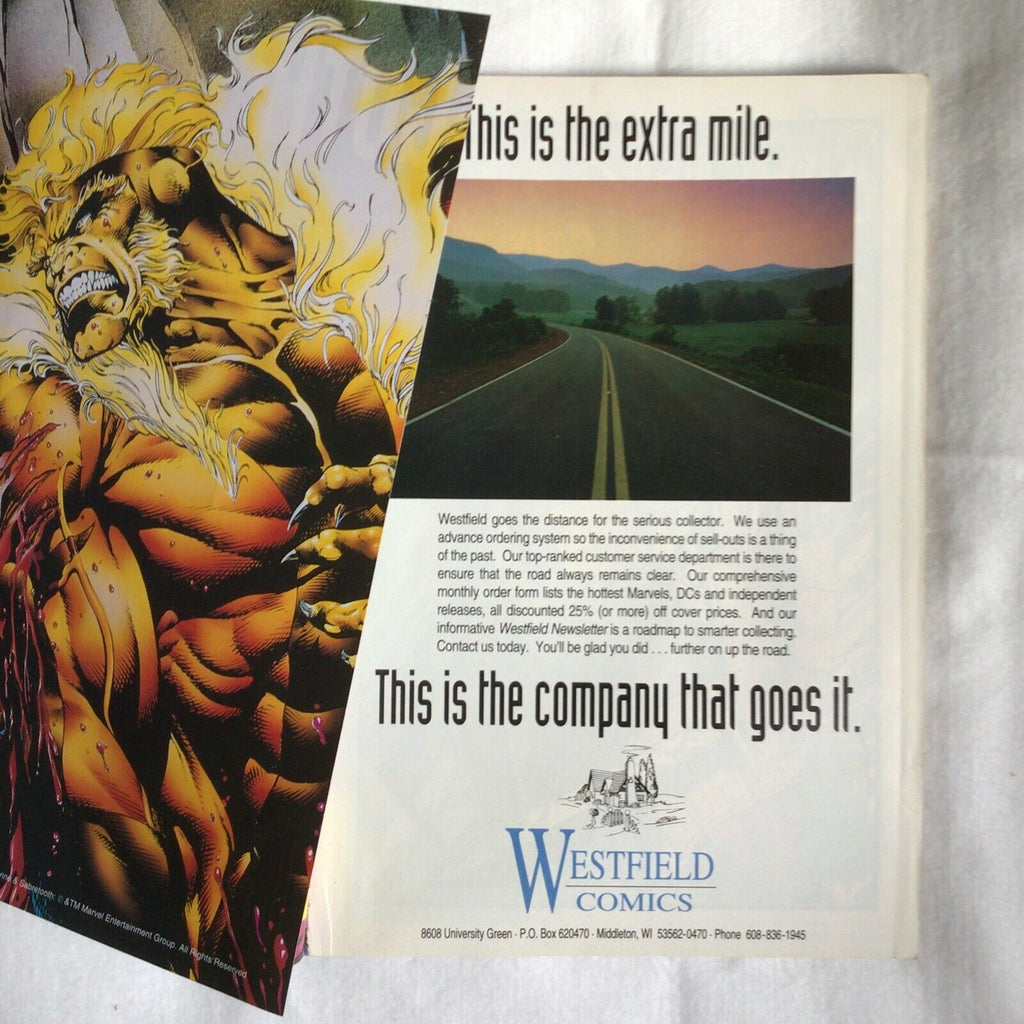 This is the extra mile.
Westfield goes the distance for the serious collector. We use an
advance ordering system so the inconvenience of sell-outs is a thing
of the past. Our top-ranked customer service department is there to
ensure that the road always remains clear. Our comprehensive
monthly order form lists the hottest Marvels, DCs and independent
releases, all discounted 25% (or more) off cover prices. And our
informative Westfield Newsletter is a roadmap to smarter collecting.
Contact us today. You'll be glad you did . . . further on up the road.
This is the company that goes it.
WESTFIELD
COMICS
8608 University Green · P.O. Box 620470 · Middleton, WI 53562-0470 · Phone 608-836-1945
& Sabretooth: © &TM Marvel Entertainment Group. All Rights Reserved